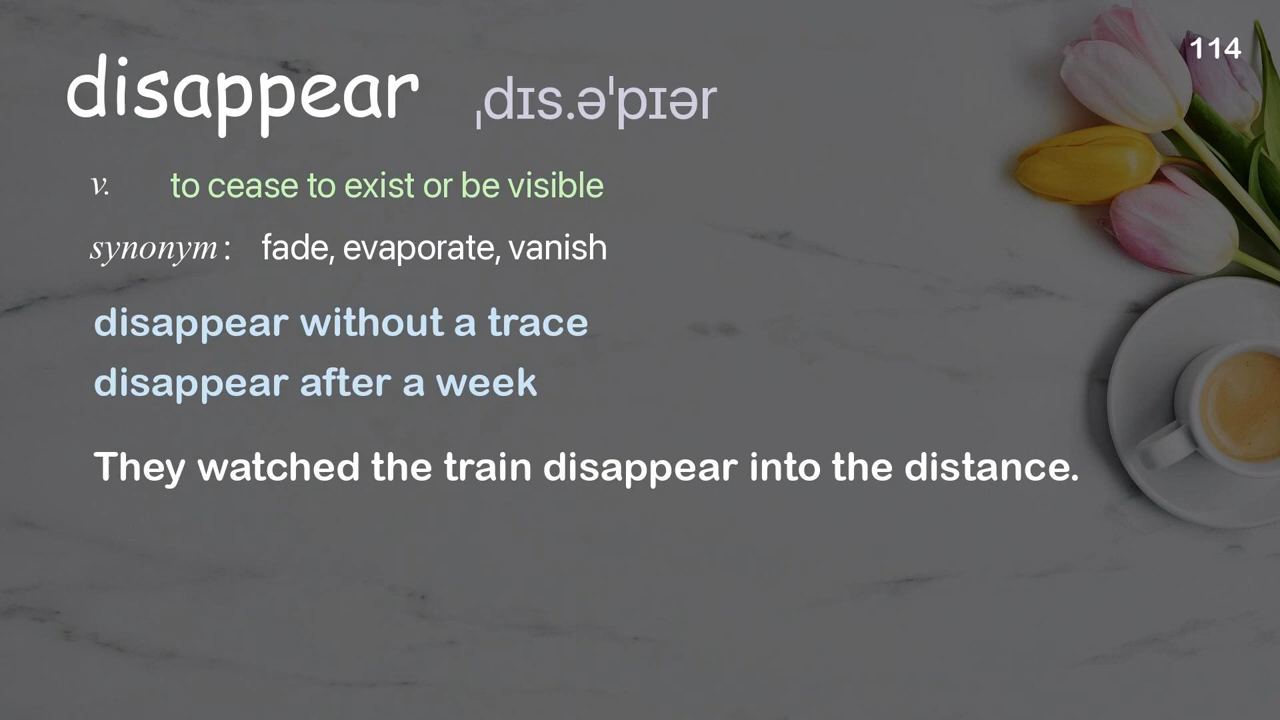 114
disappear ˌdɪs.əˈpɪər
v. to cease to exist or be visible
synonym: fade, evaporate, vanish
disappear without a trace
disappear after a week
They watched the train disappear into the distance.